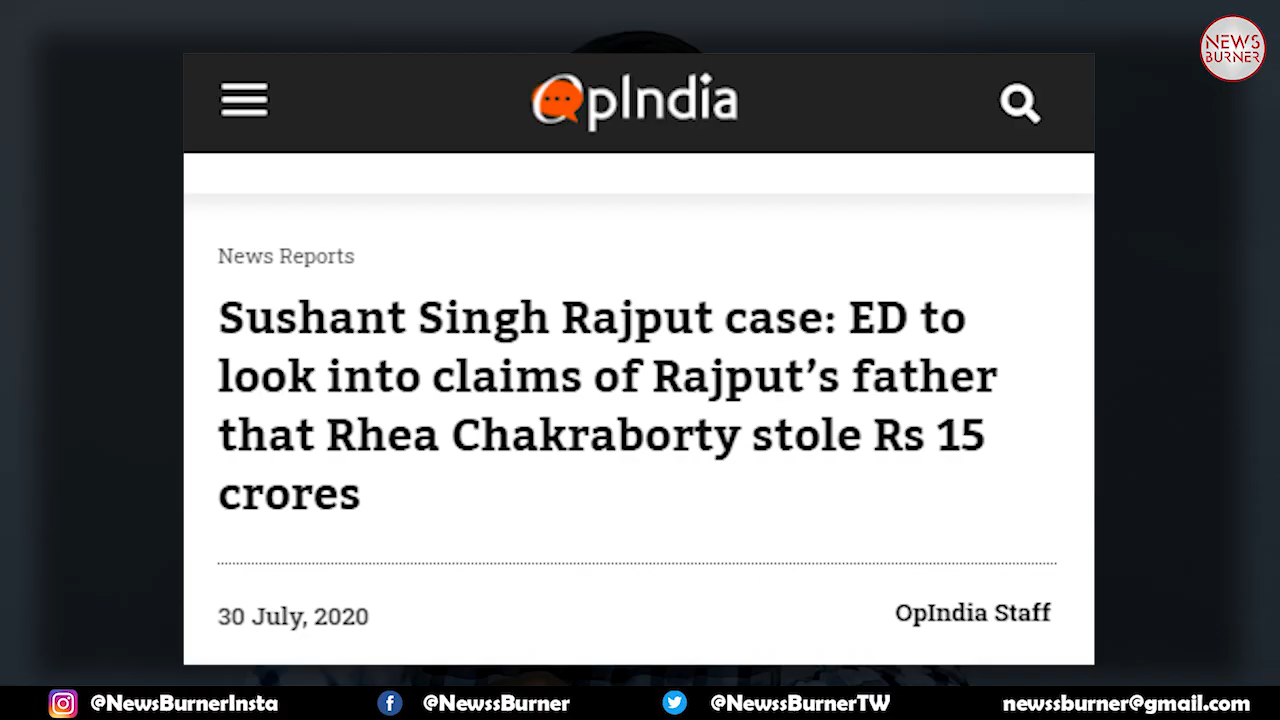 NEWS
BURNER
OpIndia
News Reports
Sushant Singh Rajput case: ED to
look into claims of Rajput’s father
that Rhea Chakraborty stole Rs 15
crores
30 July, 2020
OpIndia Staff
@NewsBurnerInsta
@NewssBurner
@NewssBurnerTW
newssburner@gmail.com